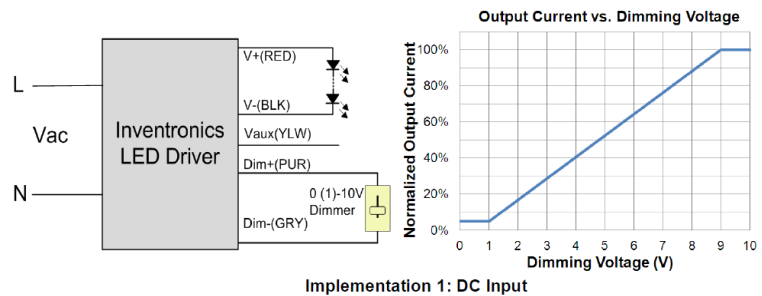 L
Vac
N
Inventronics
LED Driver
V+(RED)
V-(BLK)
Vaux(YLW)
Dim+(PUR)
0 (1)-10V
Dimmer
Dim-(GRY)
Output Current vs. Dimming Voltage
Normalized Output Current
100%
80%
60%
40%
20%
0%
0 1 2 3 4 5 6 7 8 9 10
Dimming Voltage (V)
Implementation 1: DC Input